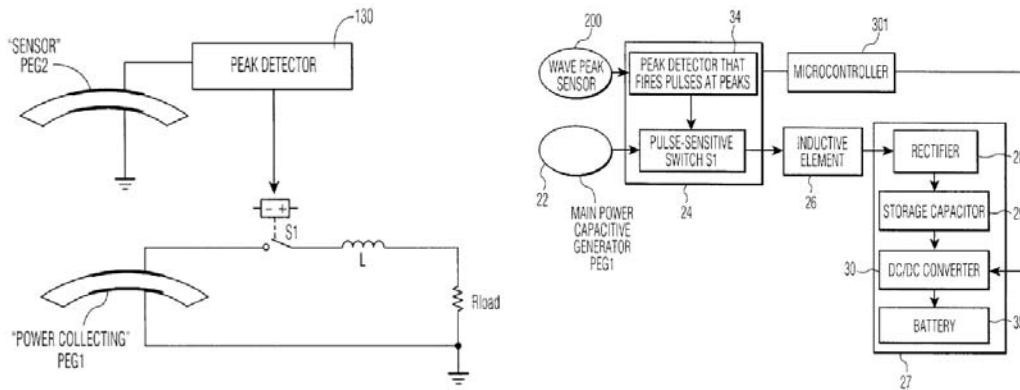 "SENSOR"
PEG2
130
PEAK DETECTOR
- +
S1
L
Rload
"POWER COLLECTING"
PEG1
200
WAVE PEAK
SENSOR
34
PEAK DETECTOR THAT
FIRES PULSES AT PEAKS
301
MICROCONTROLLER
PULSE-SENSITIVE
SWITCH S1
22
MAIN POWER
CAPACITIVE
GENERATOR
PEG1
24
INDUCTIVE
ELEMENT
26
RECTIFIER
STORAGE CAPACITOR
30
DC/DC CONVERTER
BATTERY
27